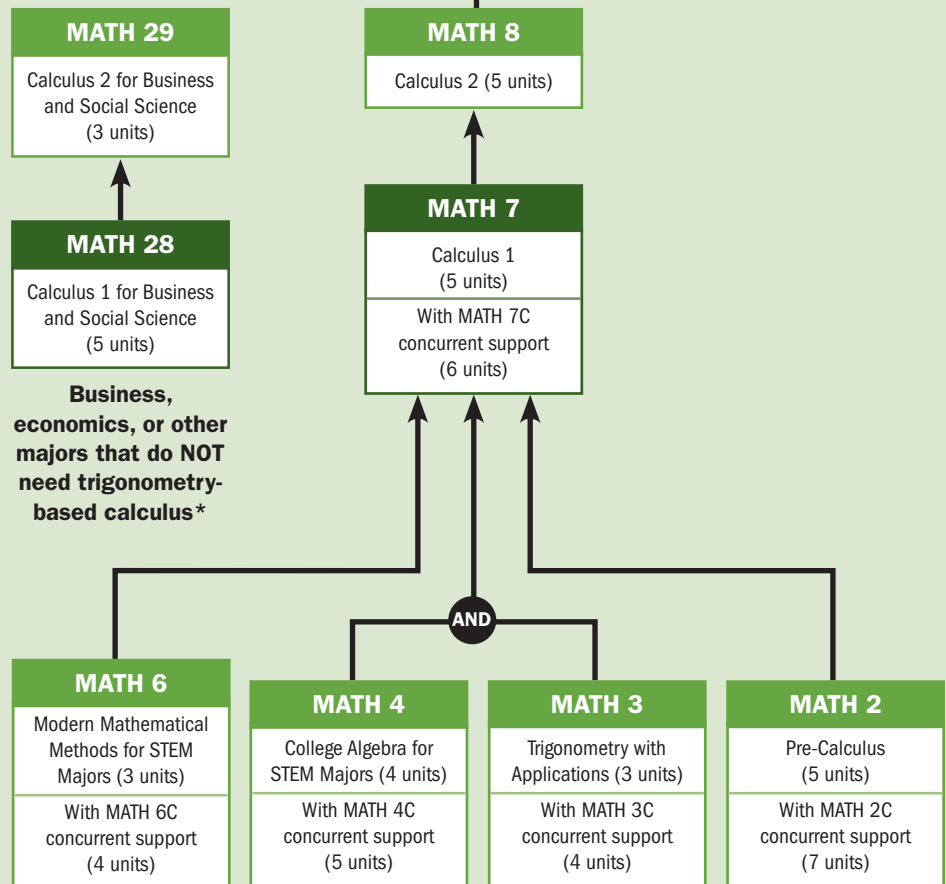 MATH 29
Calculus 2 for Business
and Social Science
(3 units)
MATH 8
Calculus 2 (5 units)
MATH 28
Calculus 1 for Business
and Social Science
(5 units)
MATH 7
Calculus 1
(5 units)
With MATH 7C
concurrent support
(6 units)
Business,
economics, or other
majors that do NOT
need trigonometry-
based calculus*
AND
MATH 6
Modern Mathematical
Methods for STEM
Majors (3 units)
With MATH 6C
concurrent support
(4 units)
MATH 4
College Algebra for
STEM Majors (4 units)
With MATH 4C
concurrent support
(5 units)
MATH 3
Trigonometry with
Applications (3 units)
With MATH 3C
concurrent support
(4 units)
MATH 2
Pre-Calculus
(5 units)
With MATH 2C
concurrent support
(7 units)